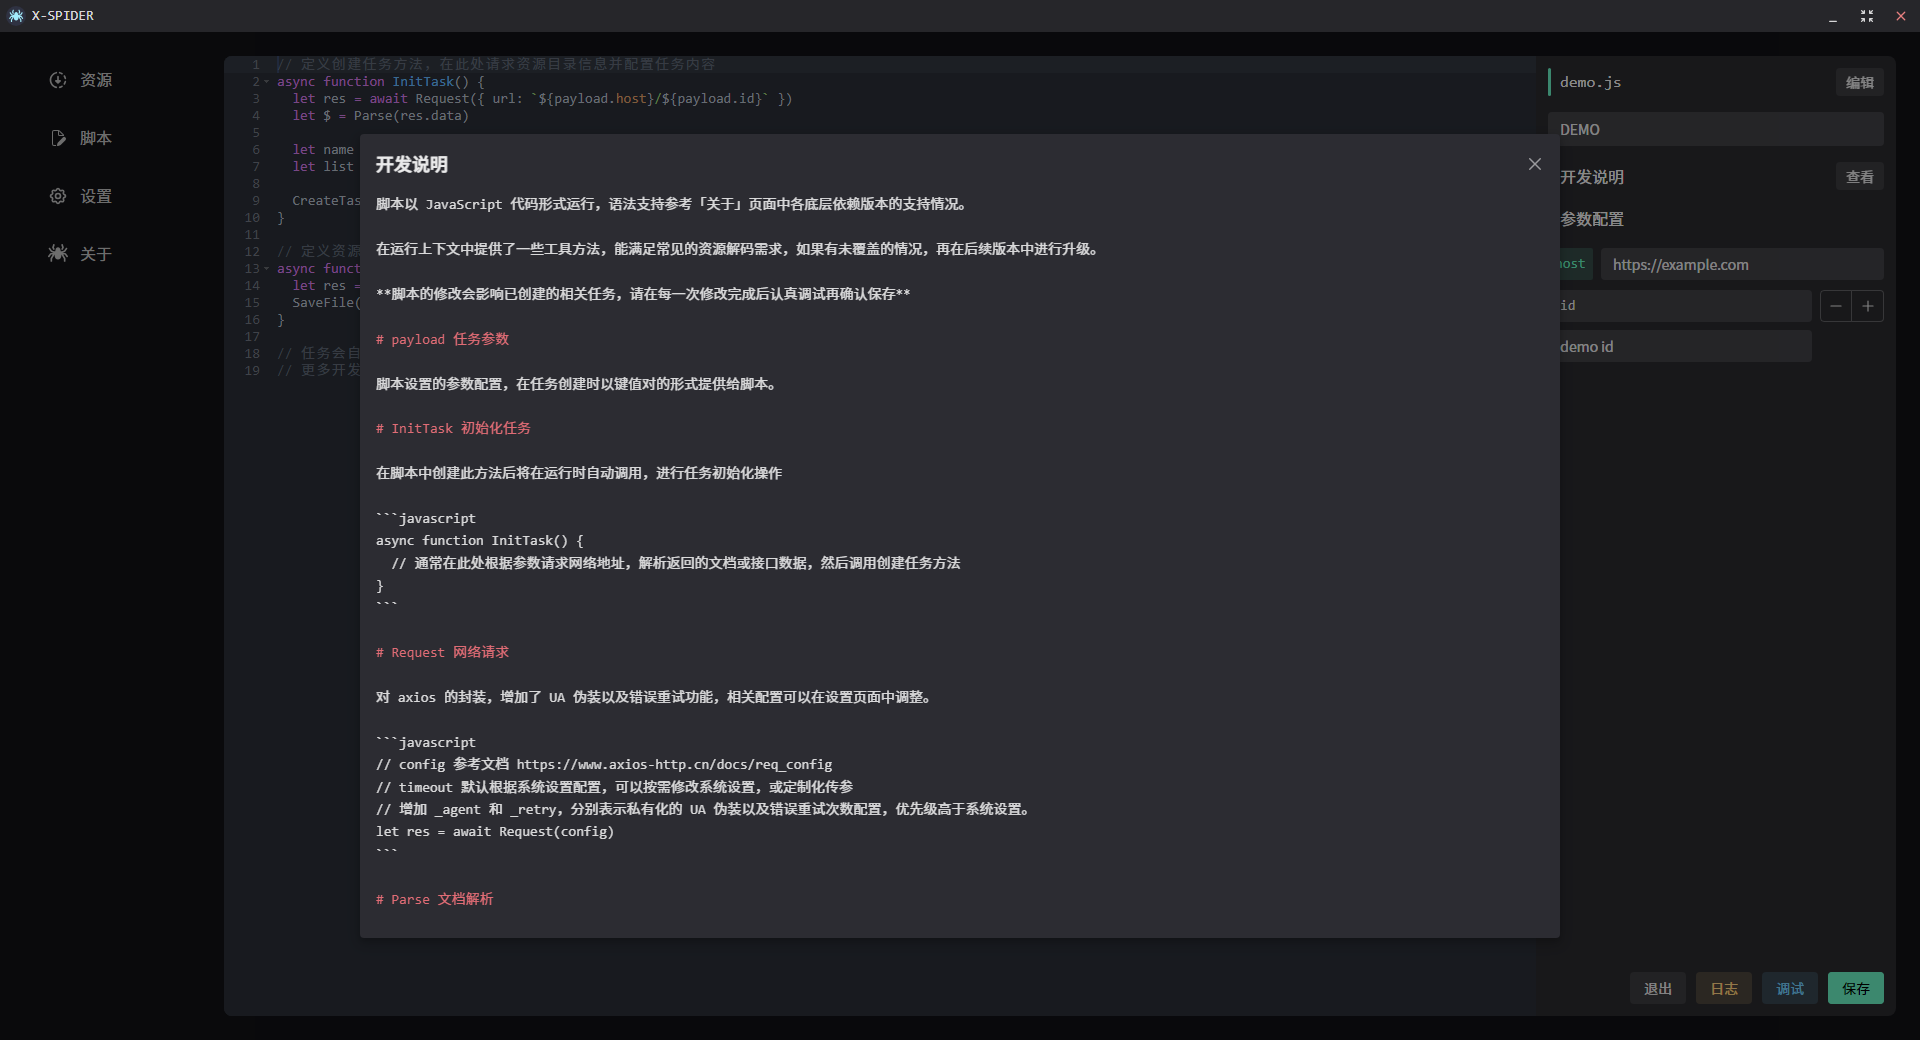 X-SPIDER
资源
脚本
设置
关于
1 // 定义创建任务方法，在此处请求资源目录信息并配置任务内容
2 async function InitTask() {
3 let res = await Request({ url: `${payload.host}/${payload.id}` })
4 let $ = Parse(res.data)
5
6 let name
7 let list
8
9 CreateTas
10 }
11
12 // 定义资源
13 async funct
14 let res =
15 SaveFile(
16 }
17
18 // 任务会自
19 // 更多开发
开发说明
脚本以 JavaScript 代码形式运行，语法支持参考「关于」页面中各底层依赖版本的支持情况。
在运行上下文中提供了一些工具方法，能满足常见的资源解码需求，如果有未覆盖的情况，再在后续版本中进行升级。
**脚本的修改会影响已创建的相关任务，请在每一次修改完成后认真调试再确认保存**
# payload 任务参数
脚本设置的参数配置，在任务创建时以键值对的形式提供给脚本。
# InitTask 初始化任务
在脚本中创建此方法后将在运行时自动调用，进行任务初始化操作
```javascript
async function InitTask() {
// 通常在此处根据参数请求网络地址，解析返回的文档或接口数据，然后调用创建任务方法
}
```
# Request 网络请求
对 axios 的封装，增加了 UA 伪装以及错误重试功能，相关配置可以在设置页面中调整。
```javascript
// config 参考文档 https://www.axios-http.cn/docs/req_config
// timeout 默认根据系统设置配置，可以按需修改系统设置，或定制化传参
// 增加 _agent 和 _retry，分别表示私有化的 UA 伪装以及错误重试次数配置，优先级高于系统设置。
let res = await Request(config)
```
# Parse 文档解析
demo.js
编辑
DEMO
开发说明
查看
参数配置
ost
https://example.com
id
demo id
退出
日志
调试
保存